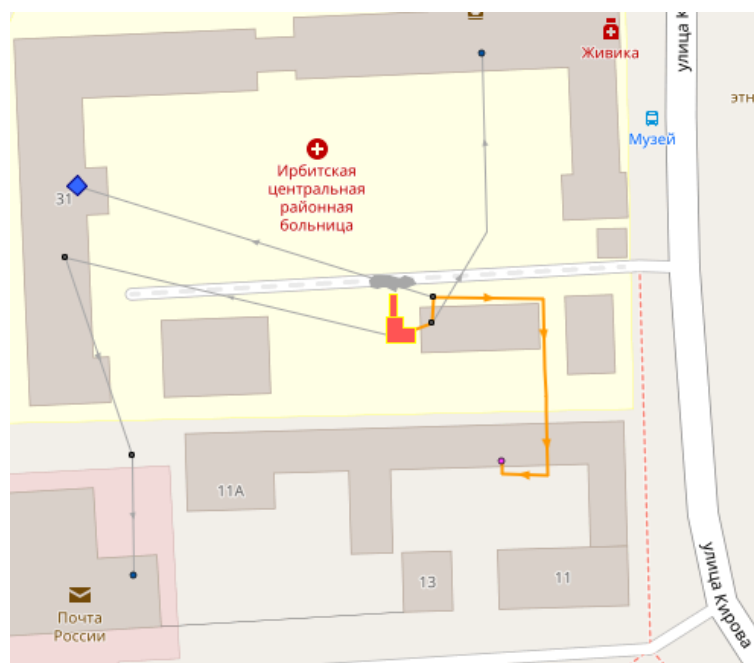 Живика
улица К
этн
Музей
Ирбитская
центральная
районная
больница
31
11А
13
11
Почта
России
улица Кирова